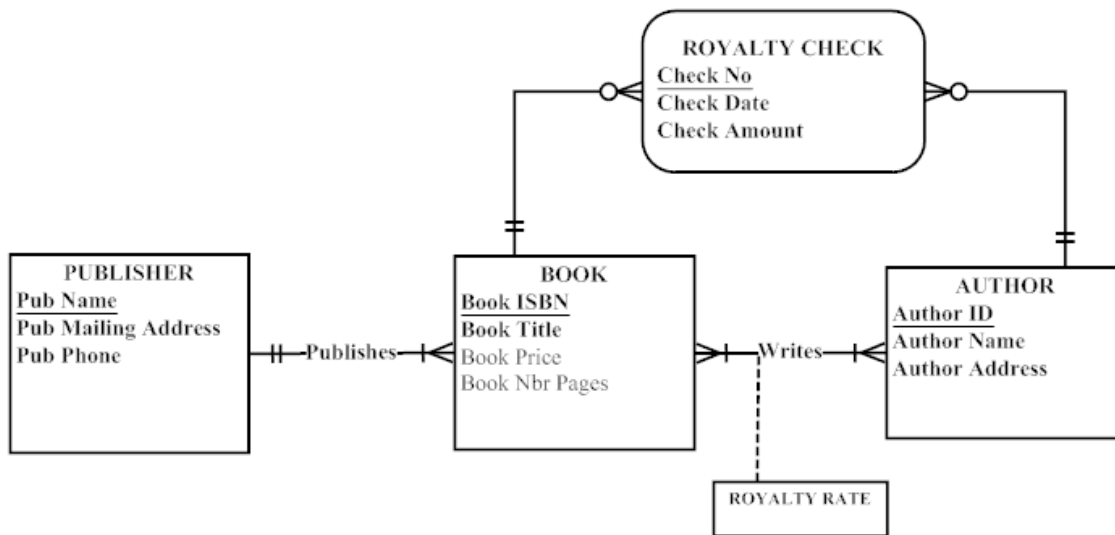 ROYALTY CHECK
Check No
Check Date
Check Amount
PUBLISHER
Pub Name
Pub Mailing Address
Pub Phone
Publishes
BOOK
Book ISBN
Book Title
Book Price
Book Nbr Pages
Writes
AUTHOR
Author ID
Author Name
Author Address
ROYALTY RATE